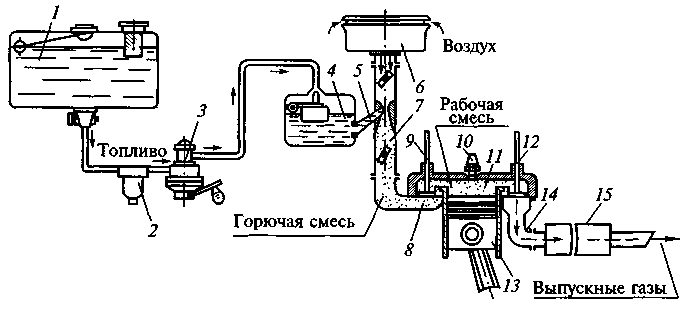 1
Воздух
4
5
6
7
Рабочая
смесь
3
9
10
12
Топливо
11
2
Горючая смесь
8
14
15
13
Выпускные газы